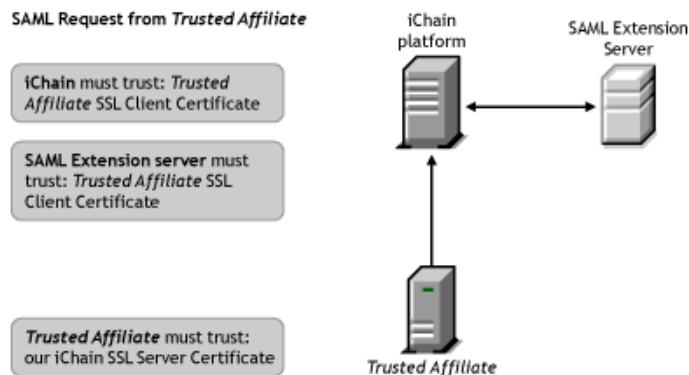 SAML Request from Trusted Affiliate
iChain
platform
SAML Extension
Server
iChain must trust: Trusted
Affiliate SSL Client Certificate
SAML Extension server must
trust: Trusted Affiliate SSL
Client Certificate
Trusted Affiliate must trust:
our iChain SSL Server Certificate
Trusted Affiliate